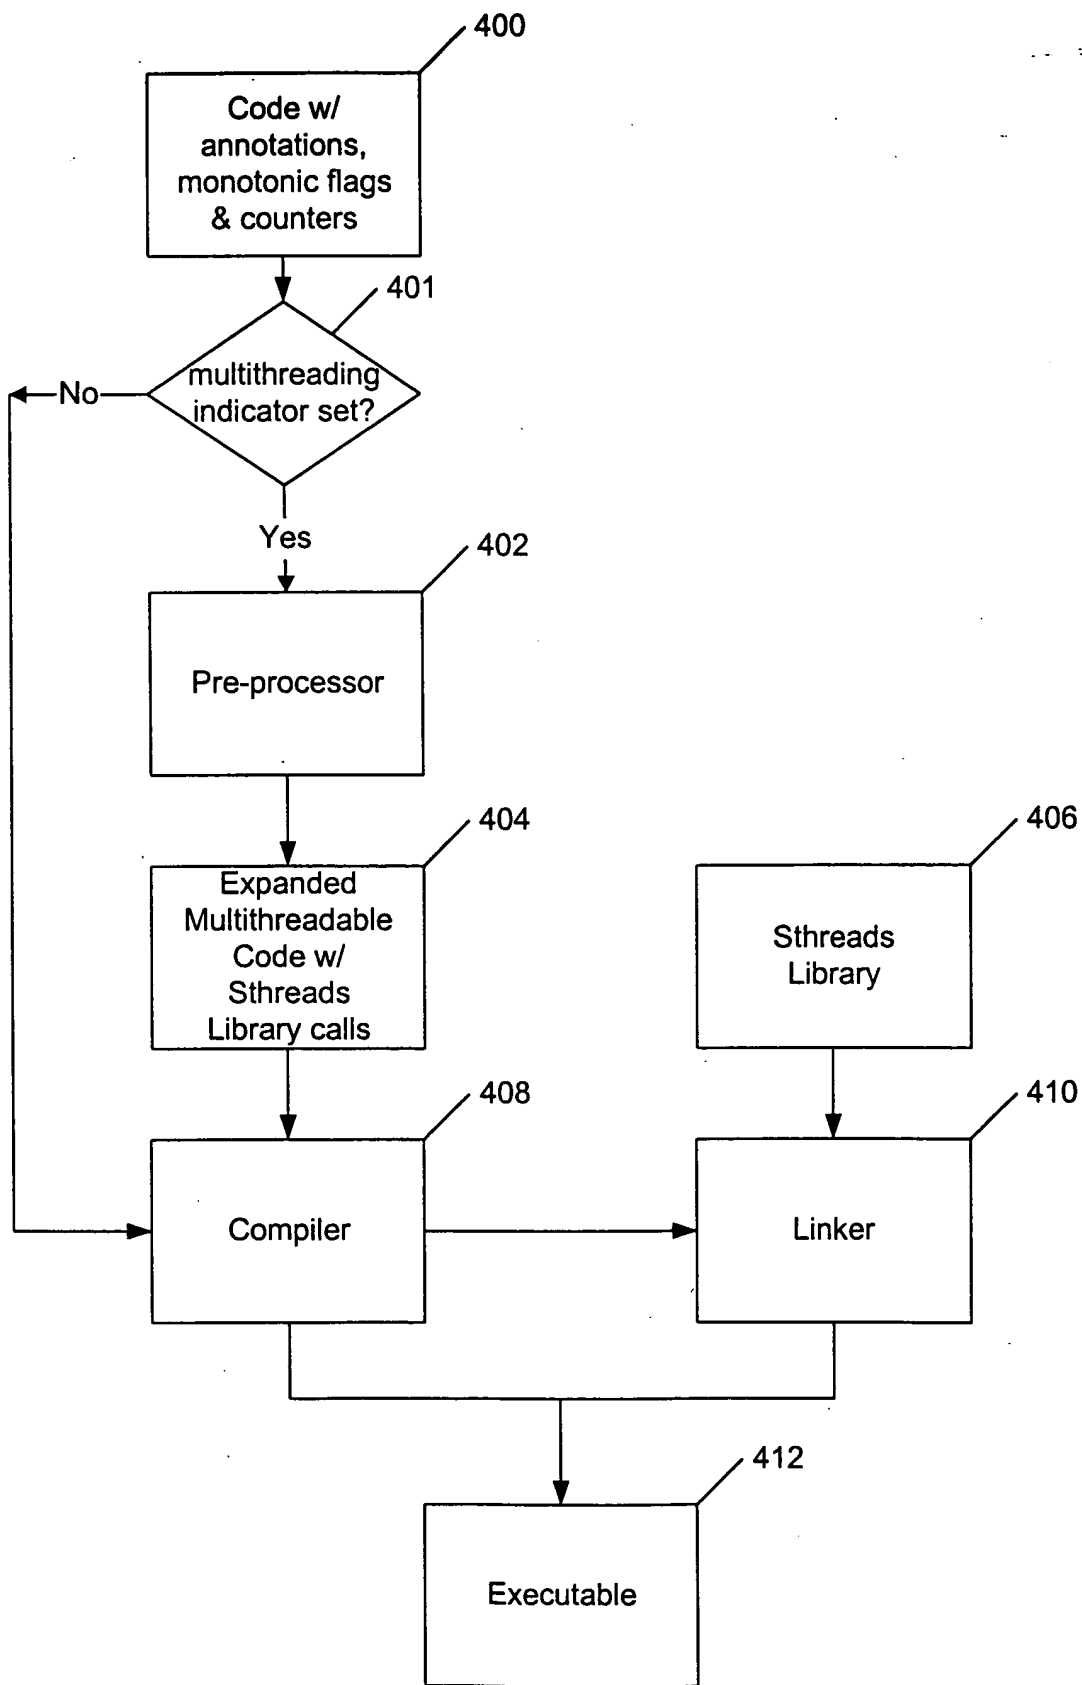 400
Code w/
annotations,
monotonic flags
& counters
401
multithreading
indicator set?
No
Yes
402
Pre-processor
404
Expanded
Multithreadable
Code w/
Sthreads
Library calls
406
Sthreads
Library
408
Compiler
410
Linker
412
Executable